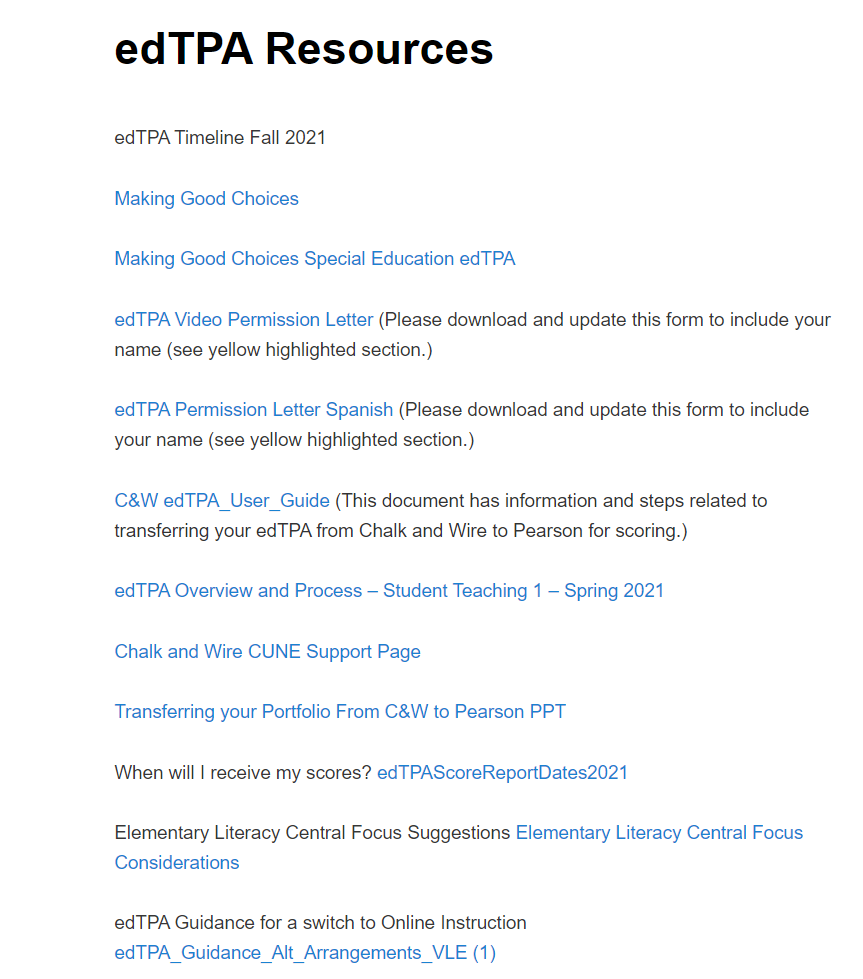 edTPA Resources
edTPA Timeline Fall 2021
Making Good Choices
Making Good Choices Special Education edTPA
edTPA Video Permission Letter (Please download and update this form to include your
name (see yellow highlighted section.)
edTPA Permission Letter Spanish (Please download and update this form to include
your name (see yellow highlighted section.)
C&W edTPA_User_Guide (This document has information and steps related to
transferring your edTPA from Chalk and Wire to Pearson for scoring.)
edTPA Overview and Process – Student Teaching 1 – Spring 2021
Chalk and Wire CUNE Support Page
Transferring your Portfolio From C&W to Pearson PPT
When will I receive my scores? edTPAScoreReportDates2021
Elementary Literacy Central Focus Suggestions Elementary Literacy Central Focus
Considerations
edTPA Guidance for a switch to Online Instruction
edTPA_Guidance_Alt_Arrangements_VLE (1)